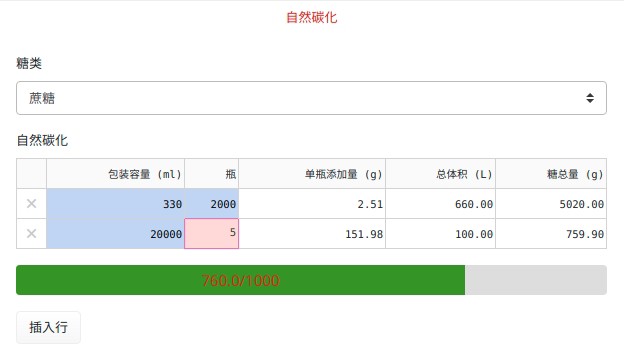 自然碳化
糖类
蔗糖
自然碳化
包装容量 (ml) 瓶 单瓶添加量 (g) 总体积 (L) 糖总量 (g)
× 330 2000 2.51 660.00 5020.00
× 20000 5 151.98 100.00 759.90
760.0/1000
插入行